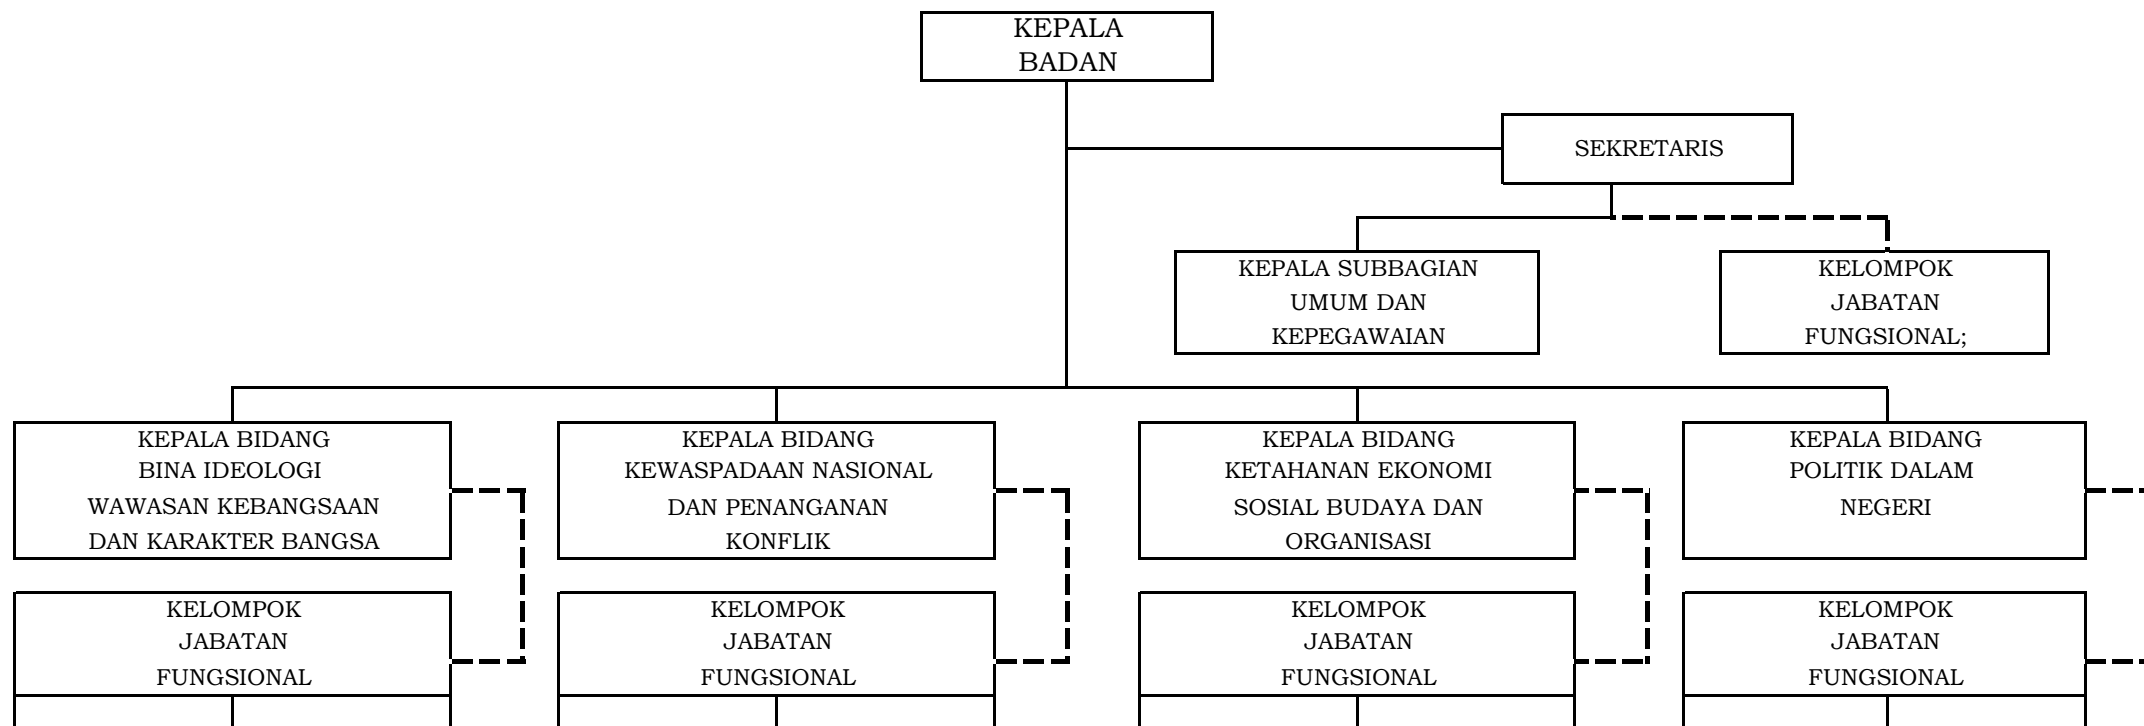 KEPALA
BADAN
SEKRETARIS
KEPALA SUBBAGIAN
UMUM DAN
KEPEGAWAIAN
KELOMPOK
JABATAN
FUNGSIONAL;
KEPALA BIDANG
BINA IDEOLOGI
WAWASAN KEBANGSAAN
DAN KARAKTER BANGSA
KEPALA BIDANG
KEWASPADAAN NASIONAL
DAN PENANGANAN
KONFLIK
KEPALA BIDANG
KETAHANAN EKONOMI
SOSIAL BUDAYA DAN
ORGANISASI
KEPALA BIDANG
POLITIK DALAM
NEGERI
KELOMPOK
JABATAN
FUNGSIONAL
KELOMPOK
JABATAN
FUNGSIONAL
KELOMPOK
JABATAN
FUNGSIONAL
KELOMPOK
JABATAN
FUNGSIONAL